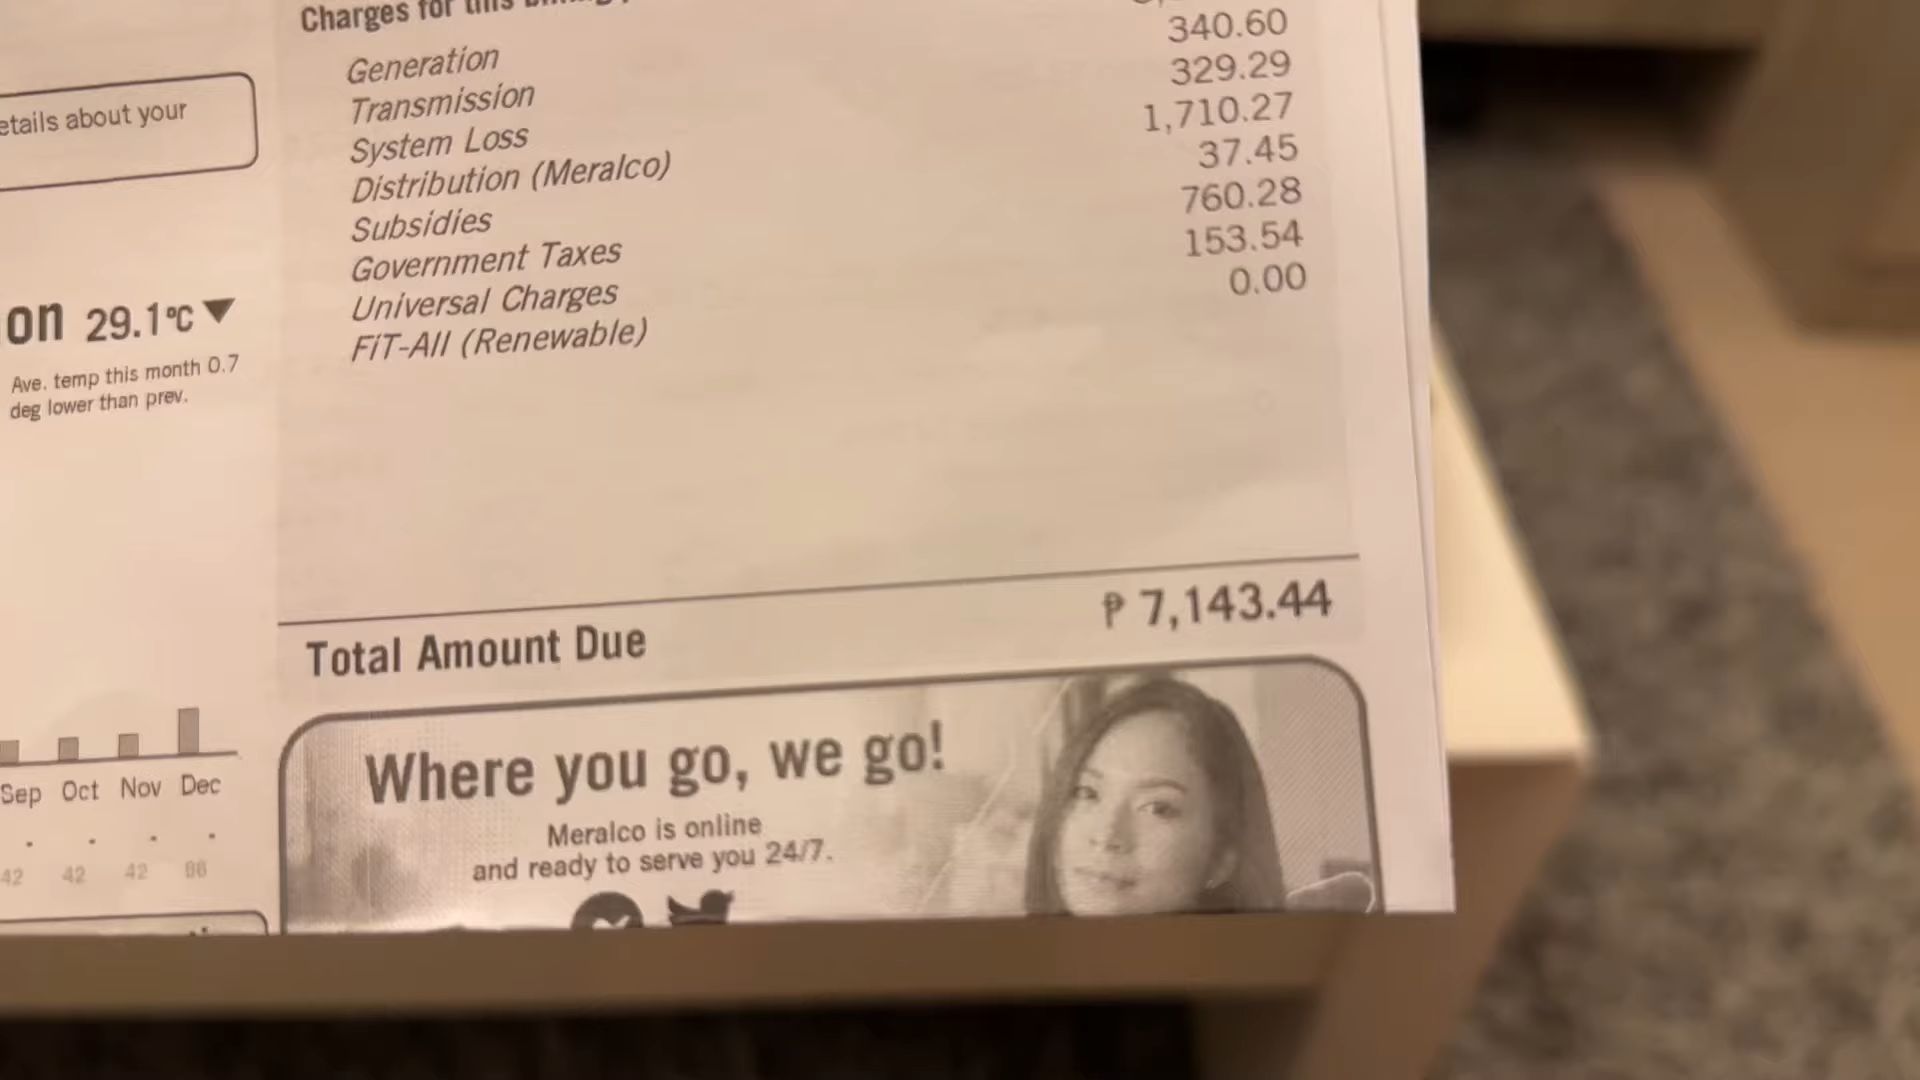 Charges for this
Generation
Transmission 340.60
System Loss 329.29
Distribution (Meralco) 1,710.27
Subsidies 37.45
Government Taxes 760.28
Universal Charges 153.54
FiT-All (Renewable) 0.00
Total Amount Due ₱ 7,143.44
etails about your
on 29.1°C
Ave. temp this month 0.7
deg lower than prev.
Sep Oct Nov Dec
42 42 42 88
Where you go, we go!
Meralco is online
and ready to serve you 24/7.